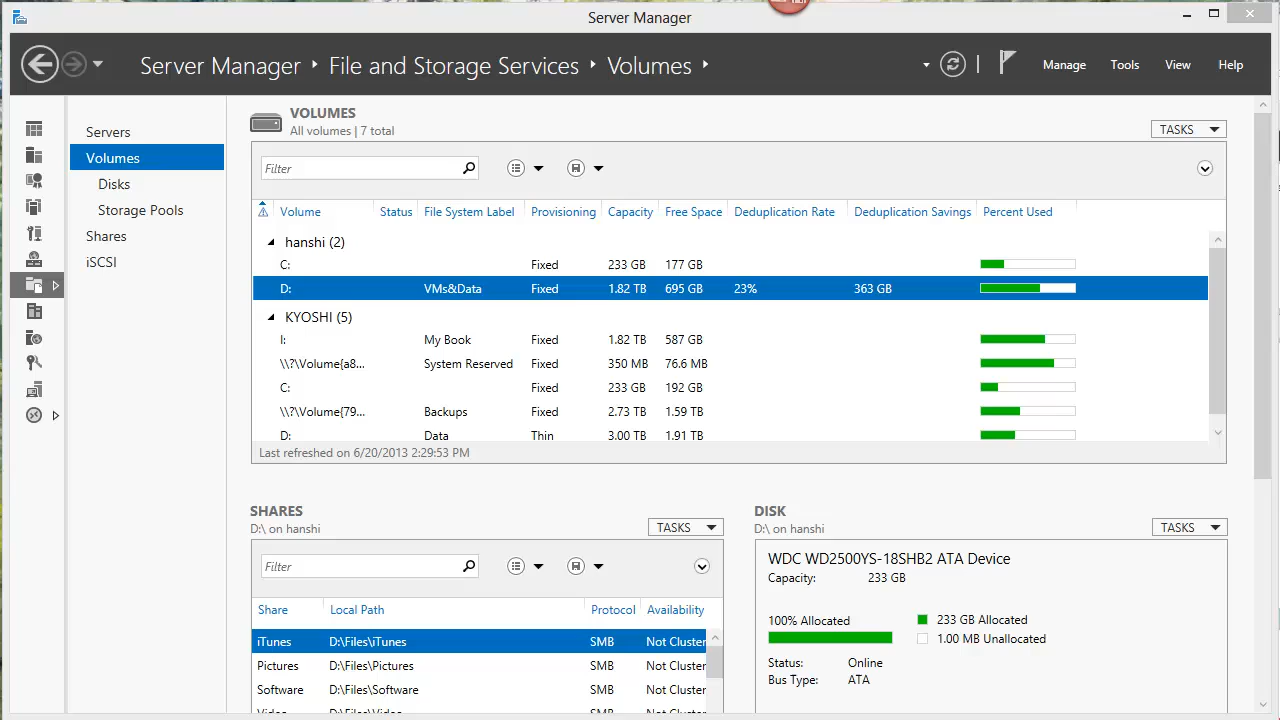 Server Manager
Server Manager ‣ File and Storage Services ‣ Volumes ‣
Manage Tools View Help
Servers
Volumes
Disks
Storage Pools
Shares
iSCSI
VOLUMES
All volumes | 7 total
TASKS
Filter
Volume Status File System Label Provisioning Capacity Free Space Deduplication Rate Deduplication Savings Percent Used
hanshi (2)
C: Fixed 233 GB 177 GB
D: VMs&Data Fixed 1.82 TB 695 GB 23% 363 GB
KYOSHI (5)
I: My Book Fixed 1.82 TB 587 GB
\\?\Volume{a8... System Reserved Fixed 350 MB 76.6 MB
C: Fixed 233 GB 192 GB
\\?\Volume{79... Backups Fixed 2.73 TB 1.59 TB
D: Data Thin 3.00 TB 1.91 TB
Last refreshed on 6/20/2013 2:29:53 PM
SHARES
D:\ on hanshi
TASKS
Filter
Share Local Path Protocol Availability
iTunes D:\Files\iTunes SMB Not Cluster
Pictures D:\Files\Pictures SMB Not Cluster
Software D:\Files\Software SMB Not Cluster
Video D:\Files\Video SMB Not Cluster
DISK
D:\ on hanshi
TASKS
WDC WD2500YS-18SHB2 ATA Device
Capacity: 233 GB
100% Allocated
233 GB Allocated
1.00 MB Unallocated
Status: Online
Bus Type: ATA